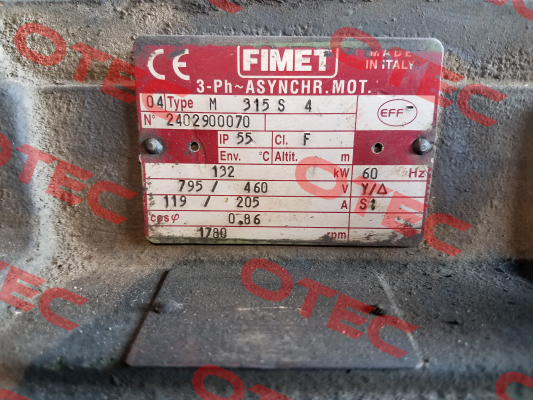 CE FIMET MADE IN ITALY
3-Ph~ASYNCHR.MOT.
04 Type M 315 S 4
EFF
N° 2402900070
IP 55 Cl. F
Env. °C Altit. m
132 kW 60 Hz
795/ 460 V Y/Δ
119 / 205 A S1
cosφ 0.86
1780 rpm
OTEC
OTEC
OTEC
OTEC
OTEC
OTEC
OTEC
OTEC